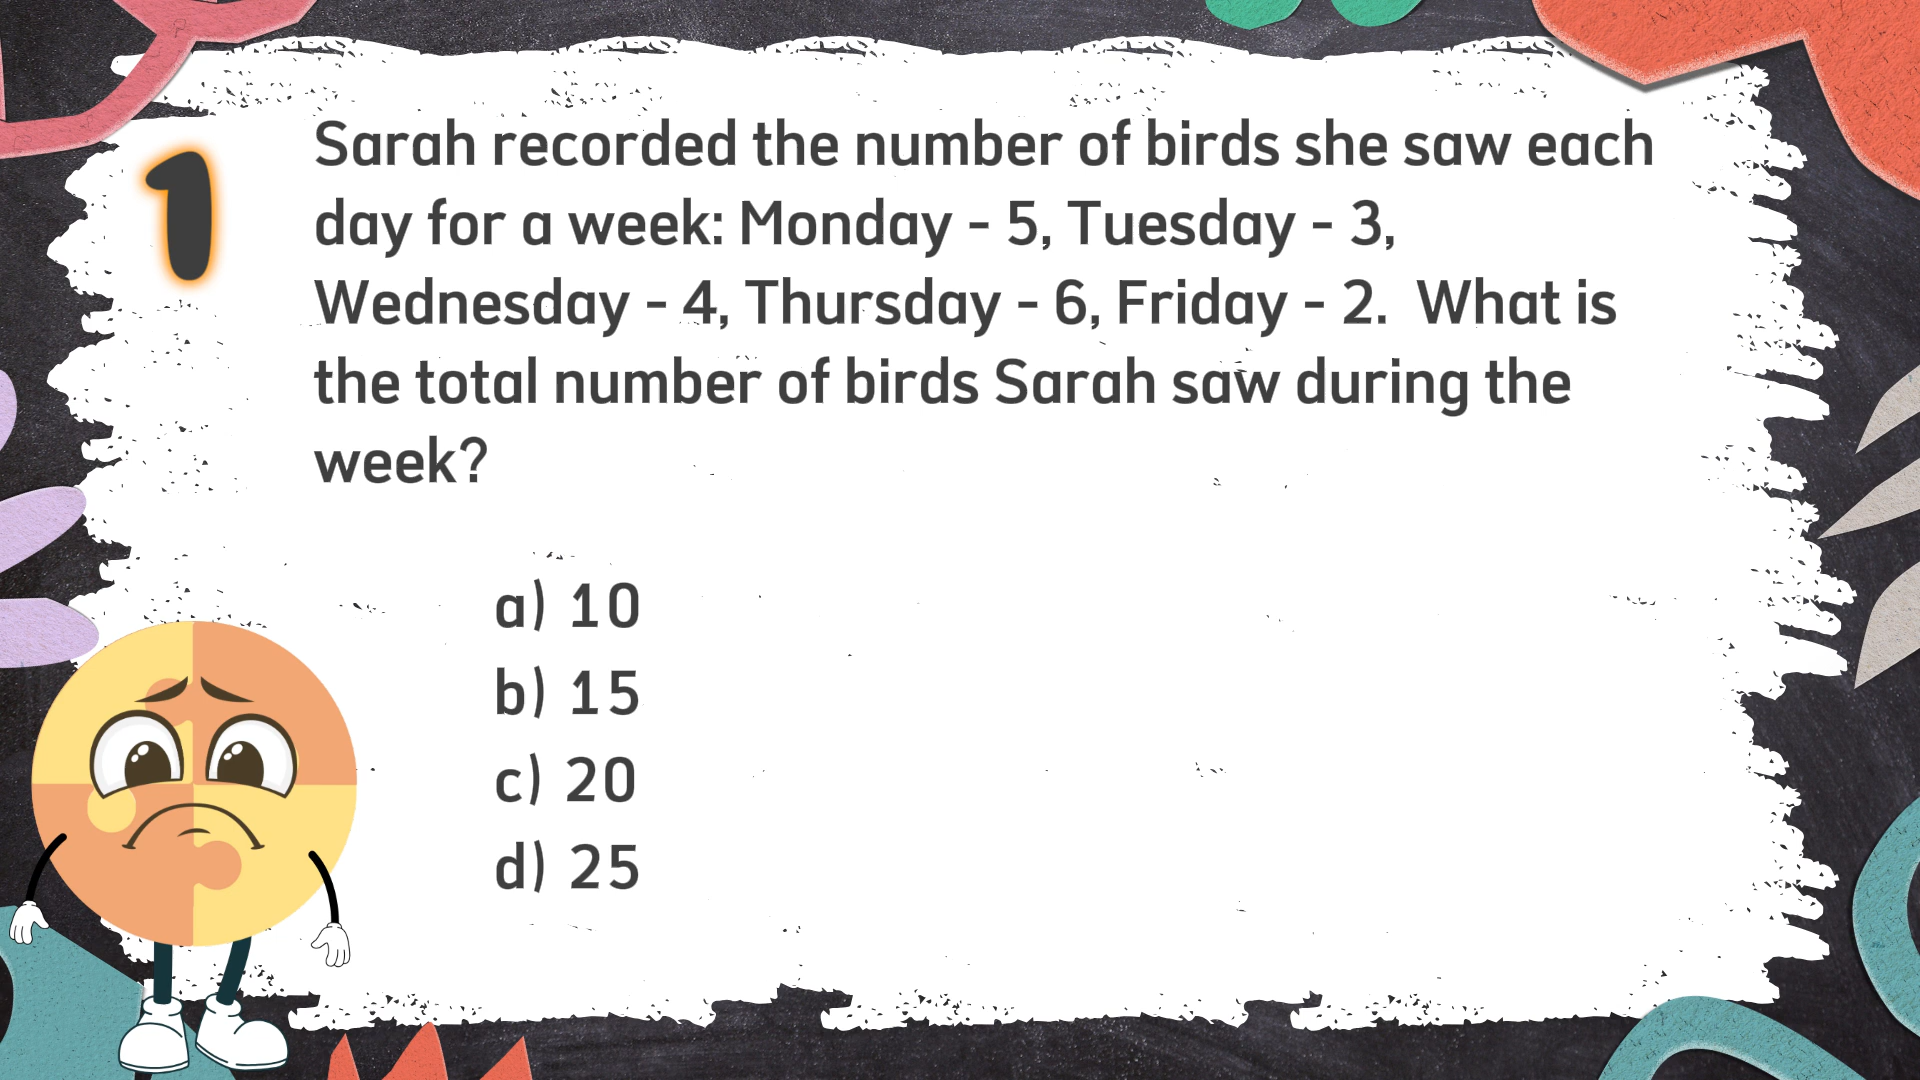 1
Sarah recorded the number of birds she saw each
day for a week: Monday - 5, Tuesday - 3,
Wednesday - 4, Thursday - 6, Friday - 2.  What is
the total number of birds Sarah saw during the
week?
a) 10
b) 15
c) 20
d) 25